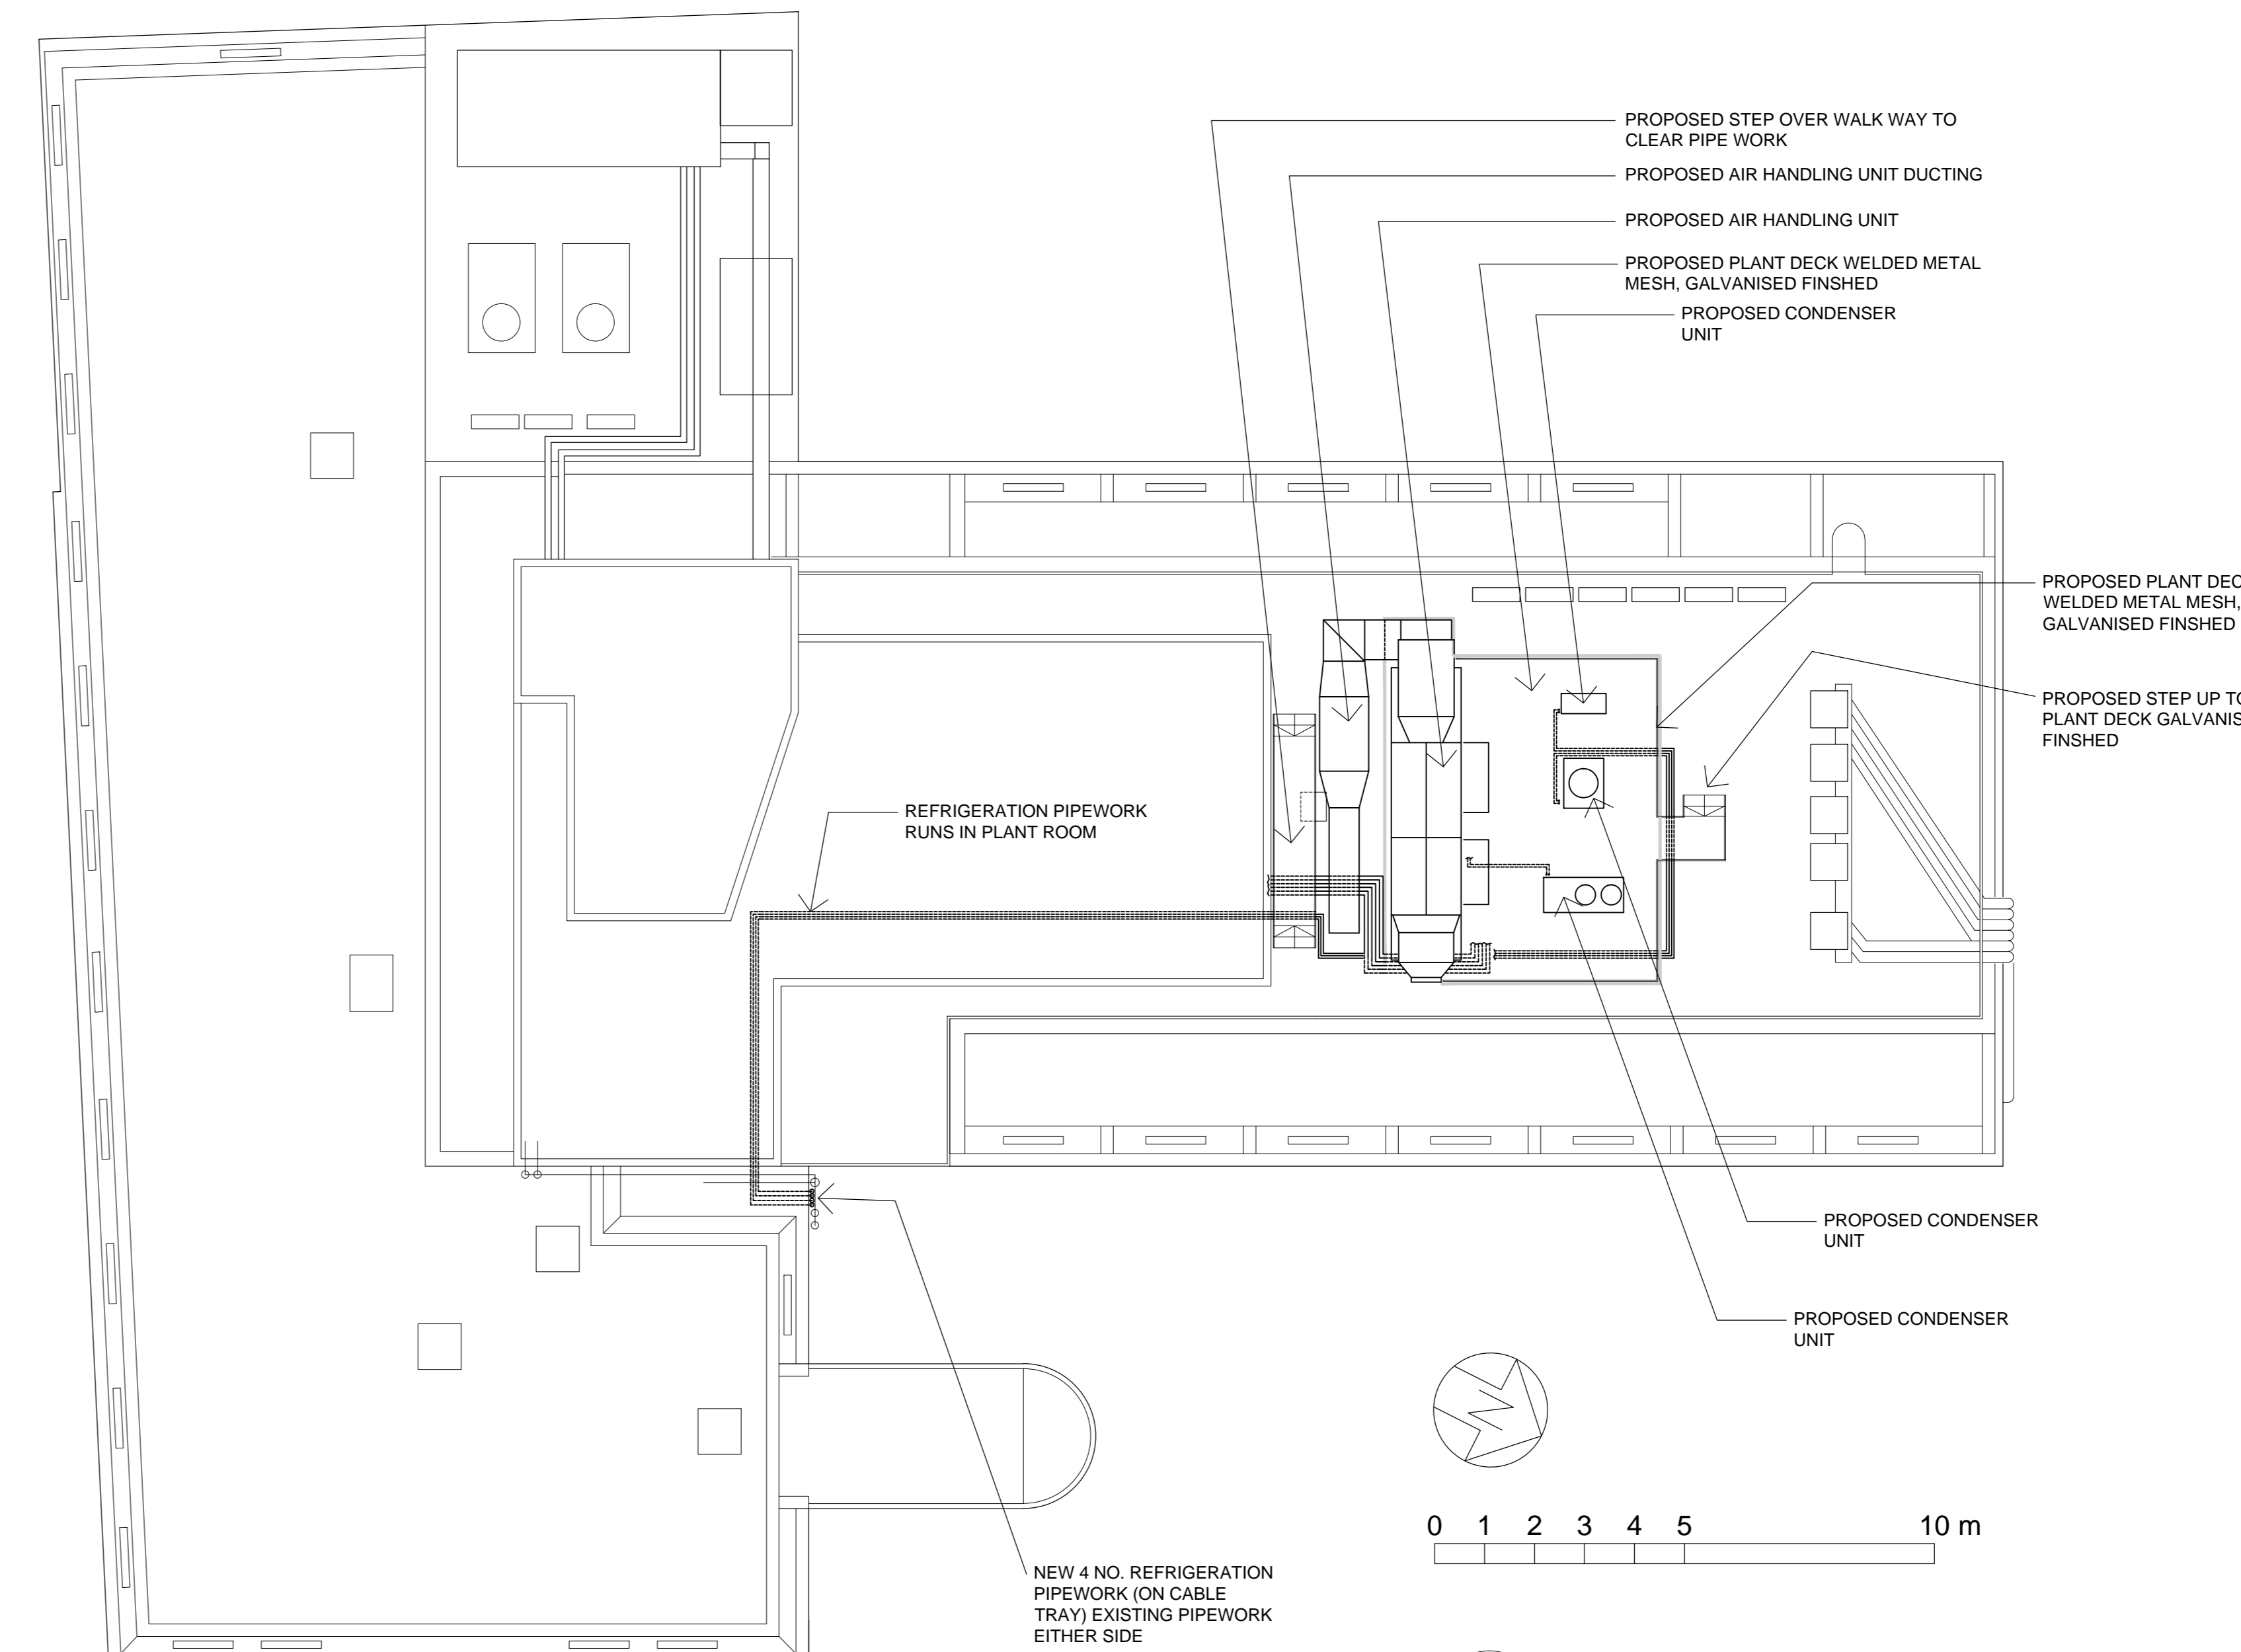 PROPOSED STEP OVER WALK WAY TO
CLEAR PIPE WORK
PROPOSED AIR HANDLING UNIT DUCTING
PROPOSED AIR HANDLING UNIT
PROPOSED PLANT DECK WELDED METAL
MESH, GALVANISED FINSHED
PROPOSED CONDENSER
UNIT
PROPOSED PLANT DEC
WELDED METAL MESH,
GALVANISED FINSHED
PROPOSED STEP UP TO
PLANT DECK GALVANIS
FINSHED
REFRIGERATION PIPEWORK
RUNS IN PLANT ROOM
PROPOSED CONDENSER
UNIT
PROPOSED CONDENSER
UNIT
N
0 1 2 3 4 5 10 m
NEW 4 NO. REFRIGERATION
PIPEWORK (ON CABLE
TRAY) EXISTING PIPEWORK
EITHER SIDE